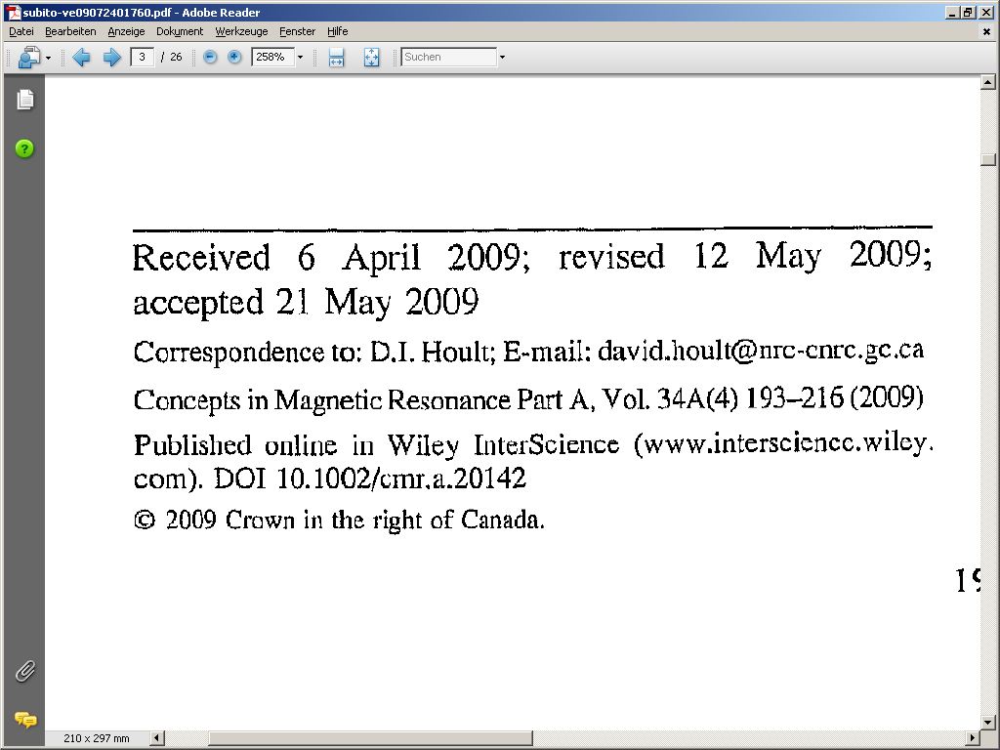 subito-ve09072401760.pdf - Adobe Reader
Datei Bearbeiten Anzeige Dokument Werkzeuge Fenster Hilfe
3 / 26 258% Suchen
Received 6 April 2009; revised 12 May 2009;
accepted 21 May 2009
Correspondence to: D.I. Hoult; E-mail: david.hoult@nrc-cnrc.gc.ca
Concepts in Magnetic Resonance Part A, Vol. 34A(4) 193–216 (2009)
Published online in Wiley InterScience (www.interscience.wiley.
com). DOI 10.1002/cmr.a.20142
© 2009 Crown in the right of Canada.
19
210 x 297 mm